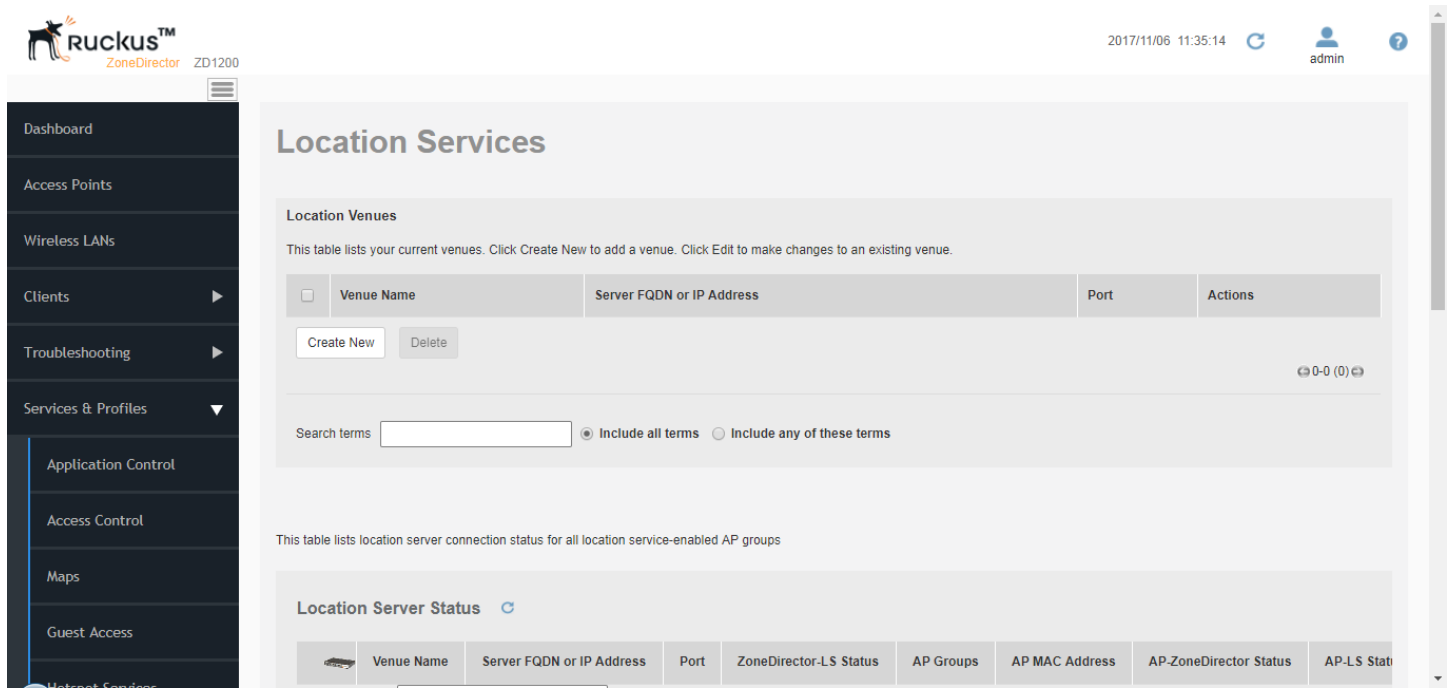 RUCKUS™
ZoneDirector ZD1200
2017/11/06 11:35:14
admin
Dashboard
Access Points
Wireless LANs
Clients
Troubleshooting
Services & Profiles
Application Control
Access Control
Maps
Guest Access
Hotspot Services
Location Services
Location Venues
This table lists your current venues. Click Create New to add a venue. Click Edit to make changes to an existing venue.
Venue Name Server FQDN or IP Address Port Actions
Create New Delete
0-0 (0)
Search terms Include all terms Include any of these terms
This table lists location server connection status for all location service-enabled AP groups
Location Server Status
Venue Name Server FQDN or IP Address Port ZoneDirector-LS Status AP Groups AP MAC Address AP-ZoneDirector Status AP-LS Stat